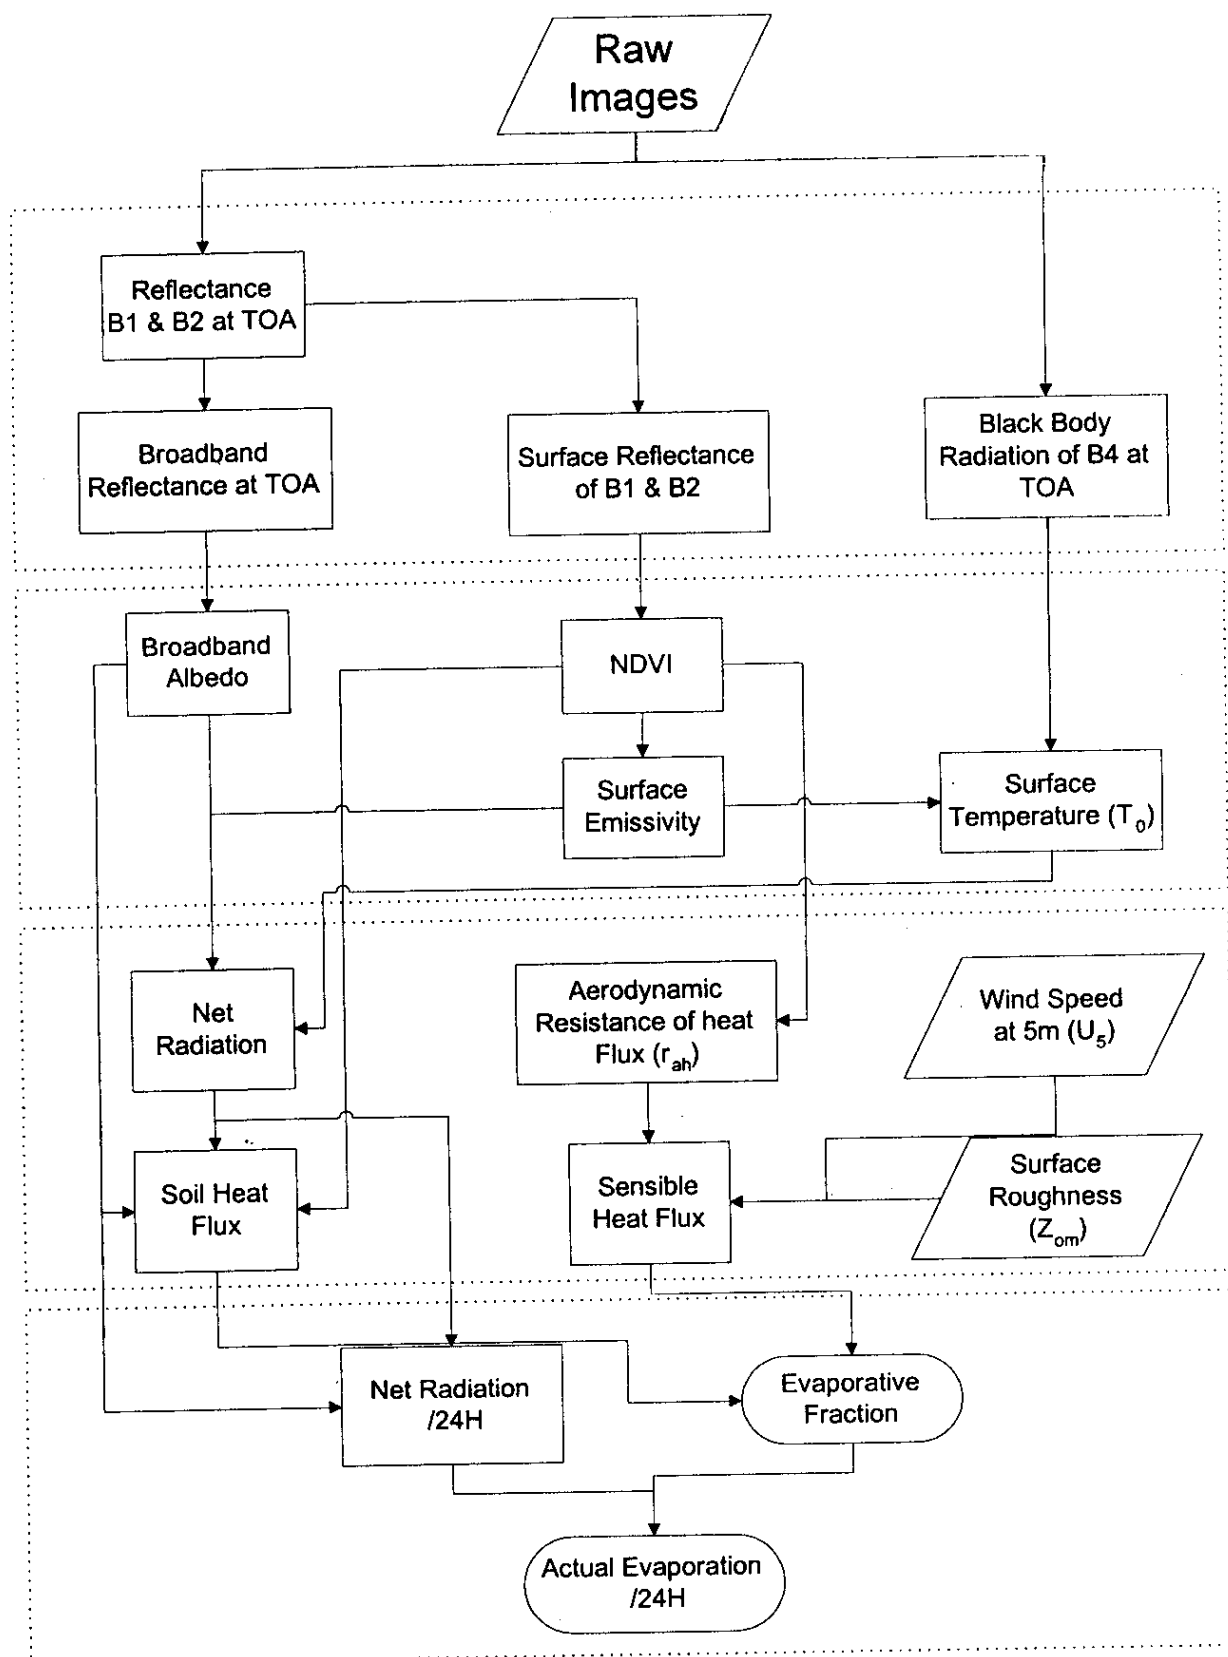 Raw
Images
Reflectance
B1 & B2 at TOA
Broadband
Reflectance at TOA
Surface Reflectance
of B1 & B2
Black Body
Radiation of B4 at
TOA
Broadband
Albedo
NDVI
Surface
Emissivity
Surface
Temperature (T₀)
Net
Radiation
Aerodynamic
Resistance of heat
Flux (r_ah)
Wind Speed
at 5m (U₅)
Soil Heat
Flux
Sensible
Heat Flux
Surface
Roughness
(Z_om)
Net Radiation
/24H
Evaporative
Fraction
Actual Evaporation
/24H